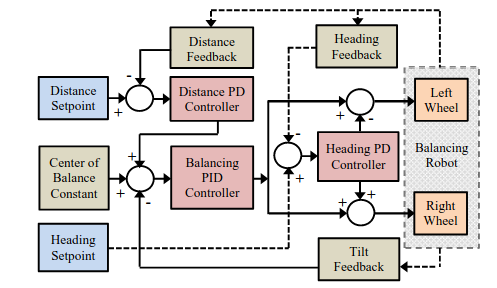 Distance
Feedback
Heading
Feedback
-
Distance
Setpoint
+
Distance PD
Controller
Left
Wheel
+
-
Center of
Balance
Constant
+
+
-
Balancing
PID
Controller
-
+
Heading PD
Controller
Balancing
Robot
+
+
Right
Wheel
Heading
Setpoint
Tilt
Feedback